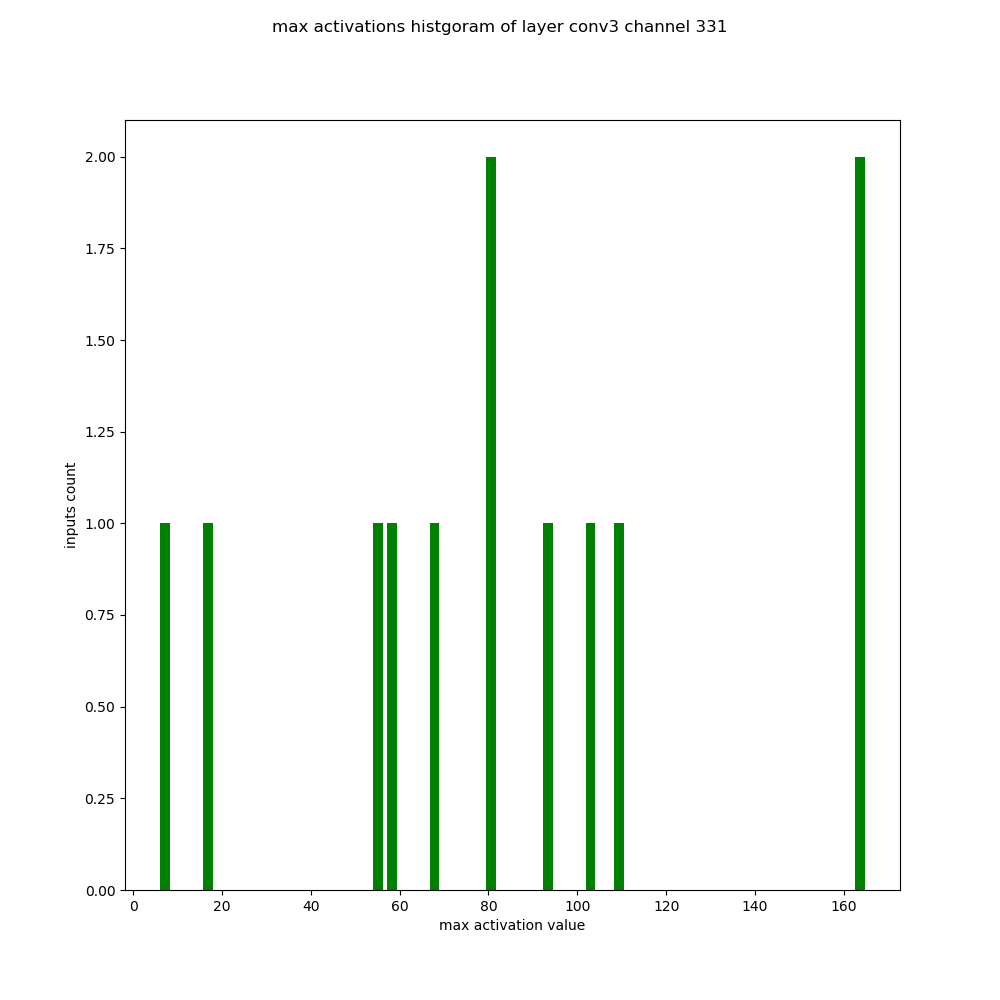 max activations histgoram of layer conv3 channel 331
2.00
1.75
1.50
1.25
1.00
0.75
0.50
0.25
0.00
inputs count
0 20 40 60 80 100 120 140 160
max activation value